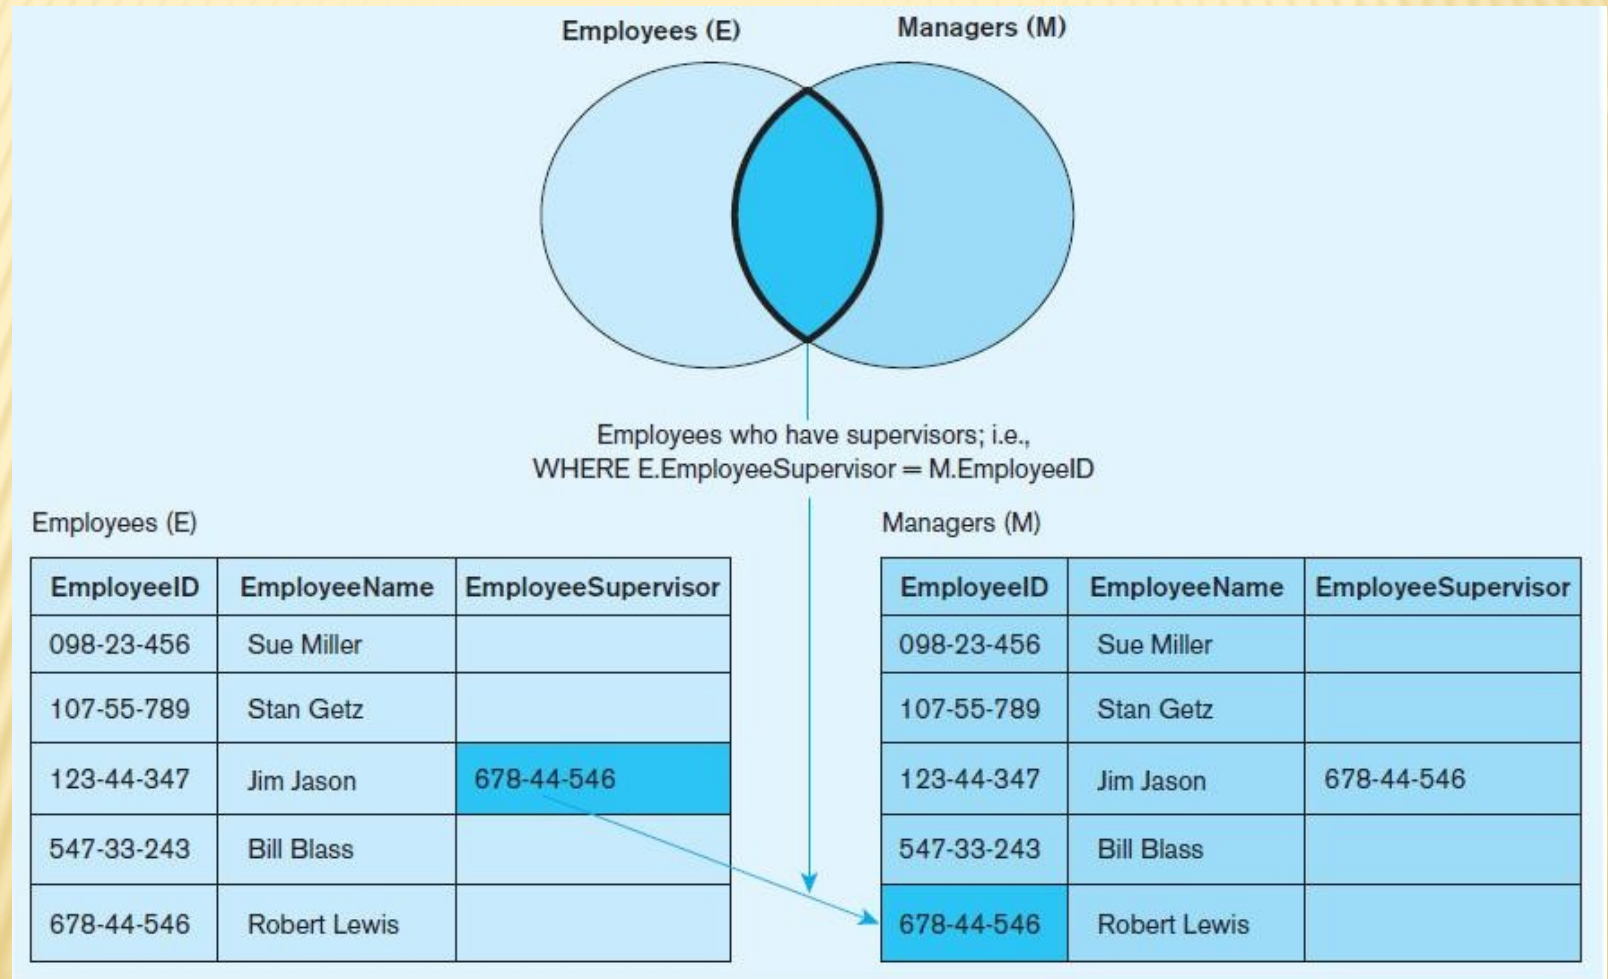 Employees (E)
Managers (M)
Employees who have supervisors; i.e.,
WHERE E.EmployeeSupervisor = M.EmployeeID
Employees (E)
EmployeeID EmployeeName EmployeeSupervisor
098-23-456 Sue Miller
107-55-789 Stan Getz
123-44-347 Jim Jason 678-44-546
547-33-243 Bill Blass
678-44-546 Robert Lewis
Managers (M)
EmployeeID EmployeeName EmployeeSupervisor
098-23-456 Sue Miller
107-55-789 Stan Getz
123-44-347 Jim Jason 678-44-546
547-33-243 Bill Blass
678-44-546 Robert Lewis